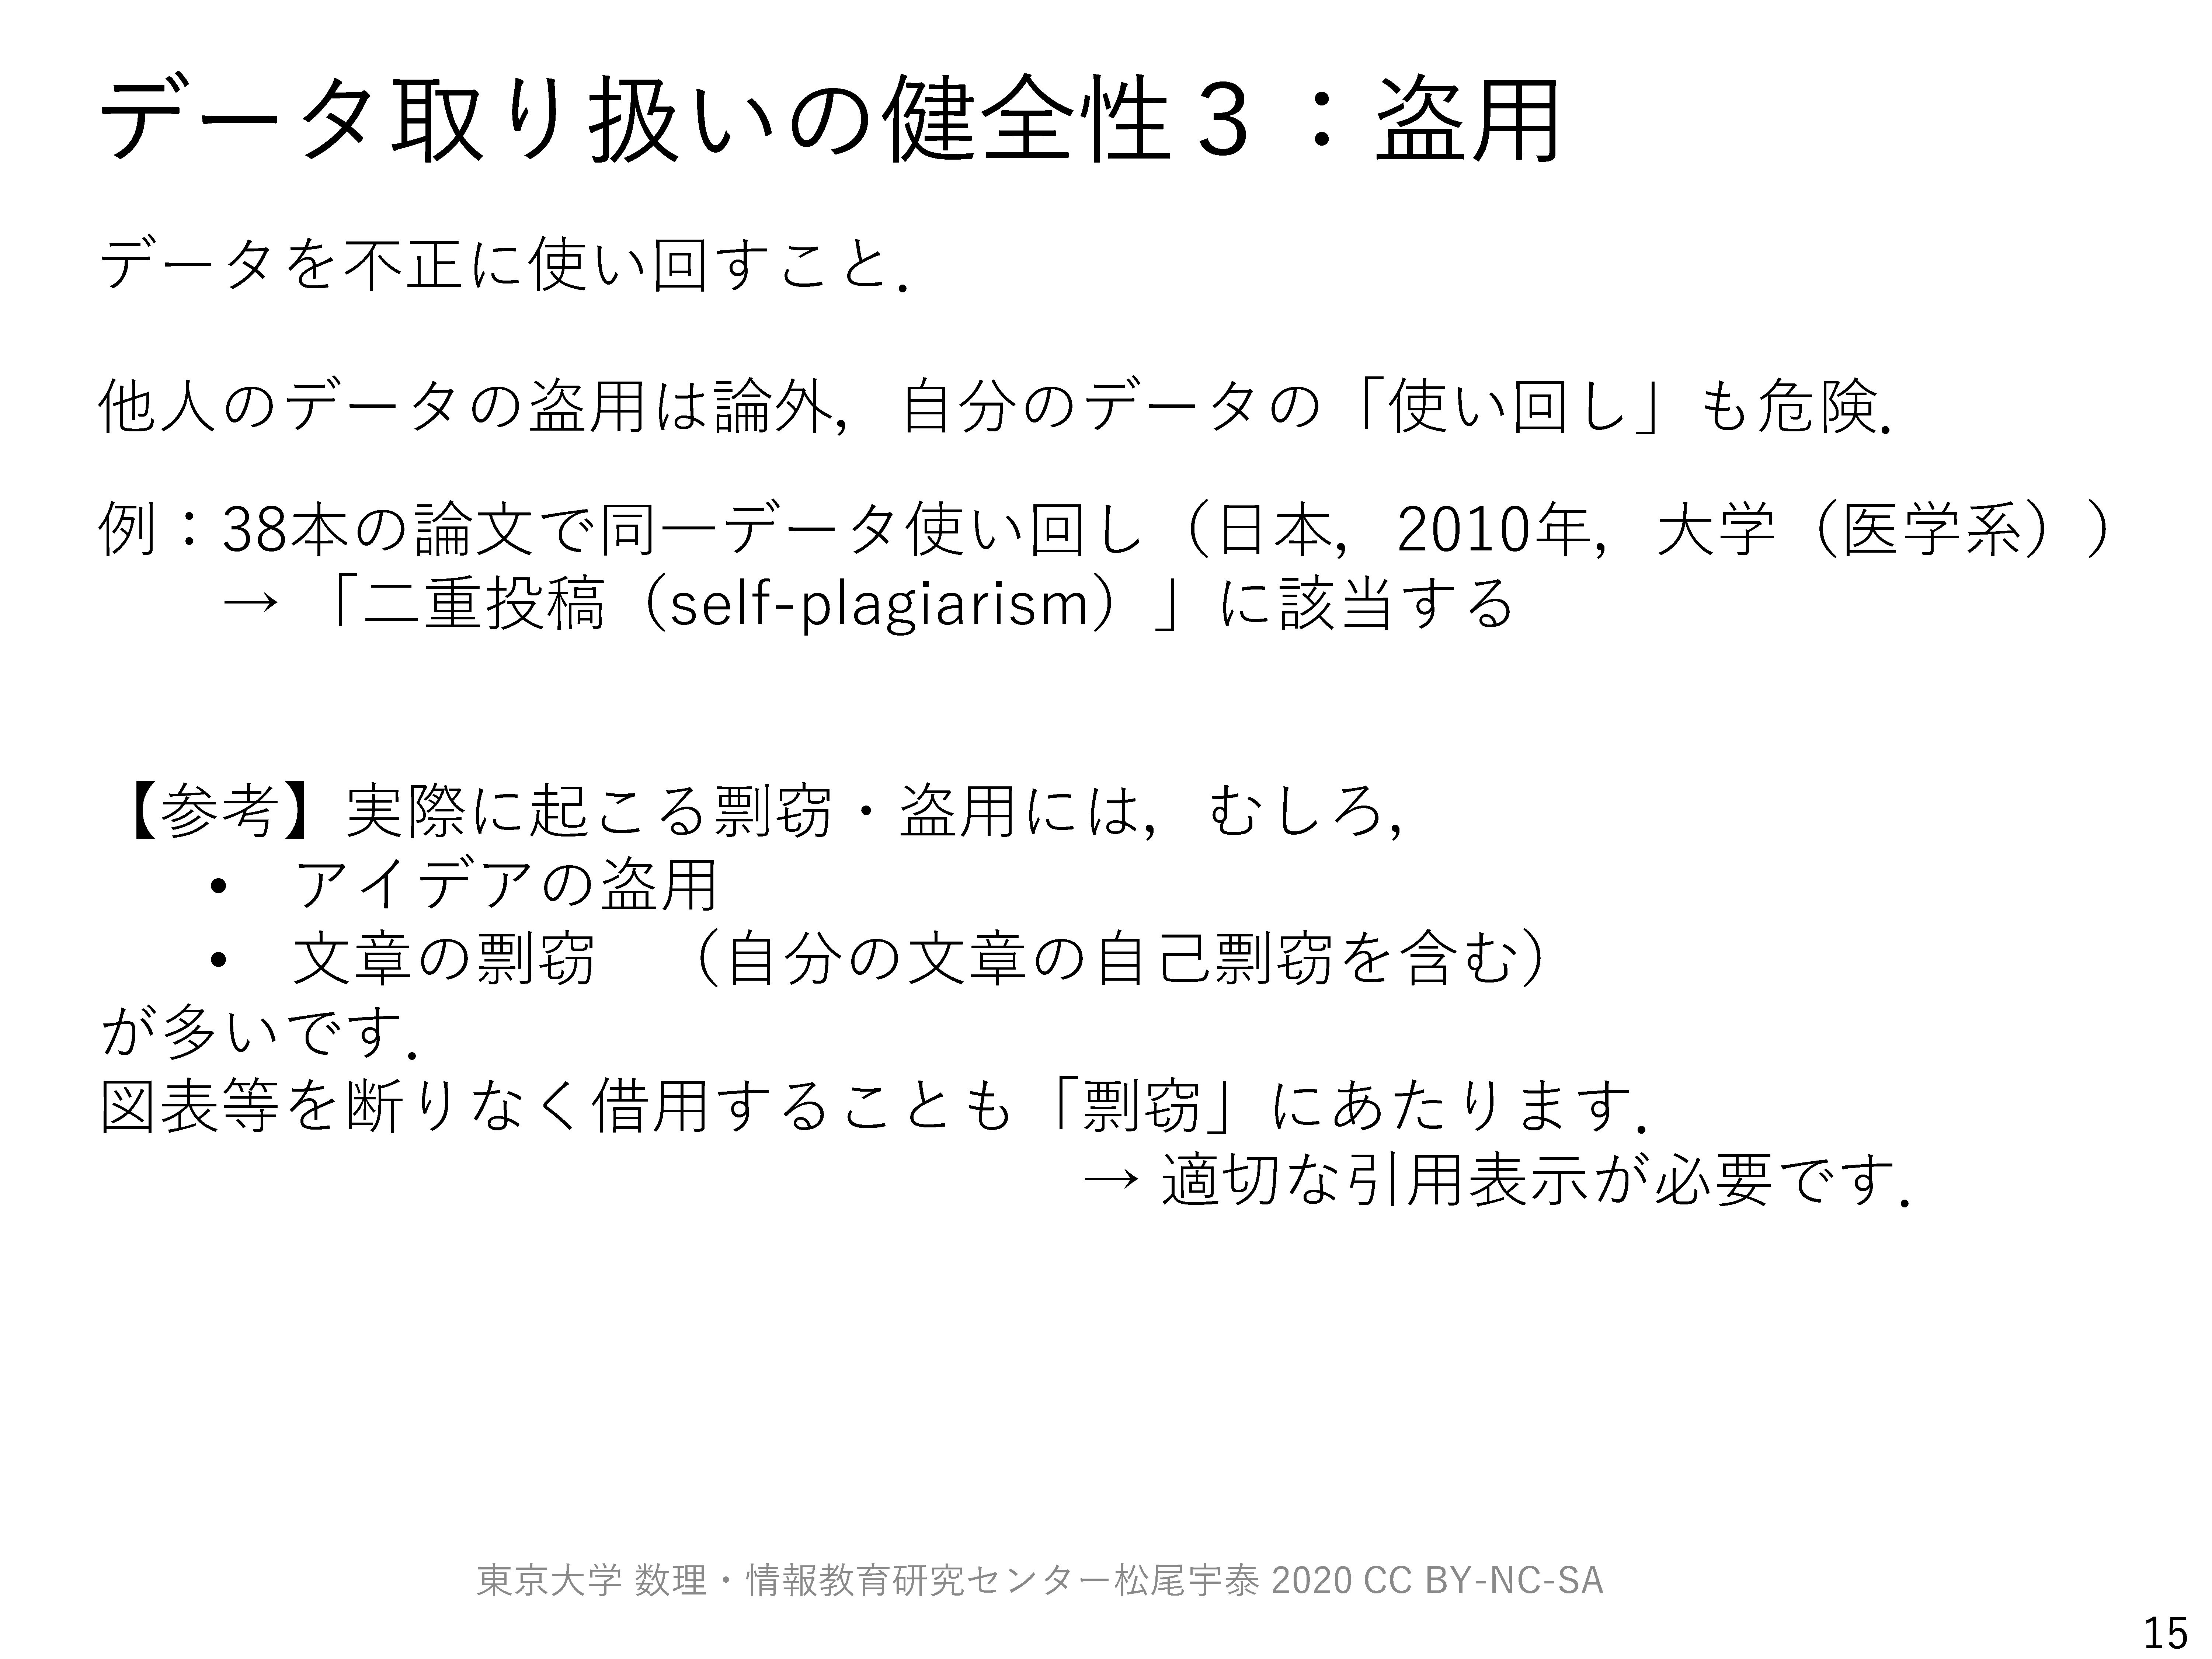 データ取り扱いの健全性３：盗用
データを不正に使い回すこと．
他人のデータの盗用は論外，自分のデータの「使い回し」も危険．
例：38本の論文で同一データ使い回し（日本，2010年，大学（医学系））
→ 「二重投稿（self-plagiarism）」に該当する
【参考】実際に起こる剽窃・盗用には，むしろ，
• アイデアの盗用
• 文章の剽窃　（自分の文章の自己剽窃を含む）
が多いです．
図表等を断りなく借用することも「剽窃」にあたります．
→ 適切な引用表示が必要です．
東京大学 数理・情報教育研究センター松尾宇泰 2020 CC BY-NC-SA
15